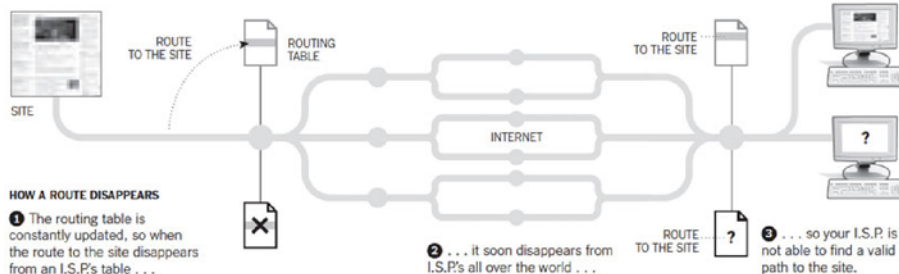 SITE
ROUTE
TO THE SITE
ROUTING
TABLE
INTERNET
ROUTE
TO THE SITE
?
HOW A ROUTE DISAPPEARS
1 The routing table is
constantly updated, so when
the route to the site disappears
from an I.S.P.'s table . . .
2 . . . it soon disappears from
I.S.P.'s all over the world . . .
ROUTE
TO THE SITE
?
3 . . . so your I.S.P. is
not able to find a valid
path to the site.